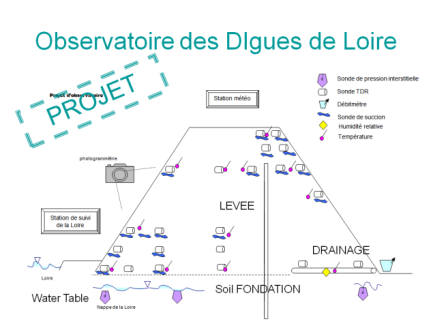 Observatoire des DIgues de Loire
Projet d'observatoire
PROJET
Station météo
Sonde de pression interstitielle
Sonde TDR
Débitmètre
Sonde de succion
Humidité relative
Température
photogrammétrie
LEVEE
Station de suivi
de la Loire
DRAINAGE
Loire
Water Table
Nappe de la Loire
Soil FONDATION